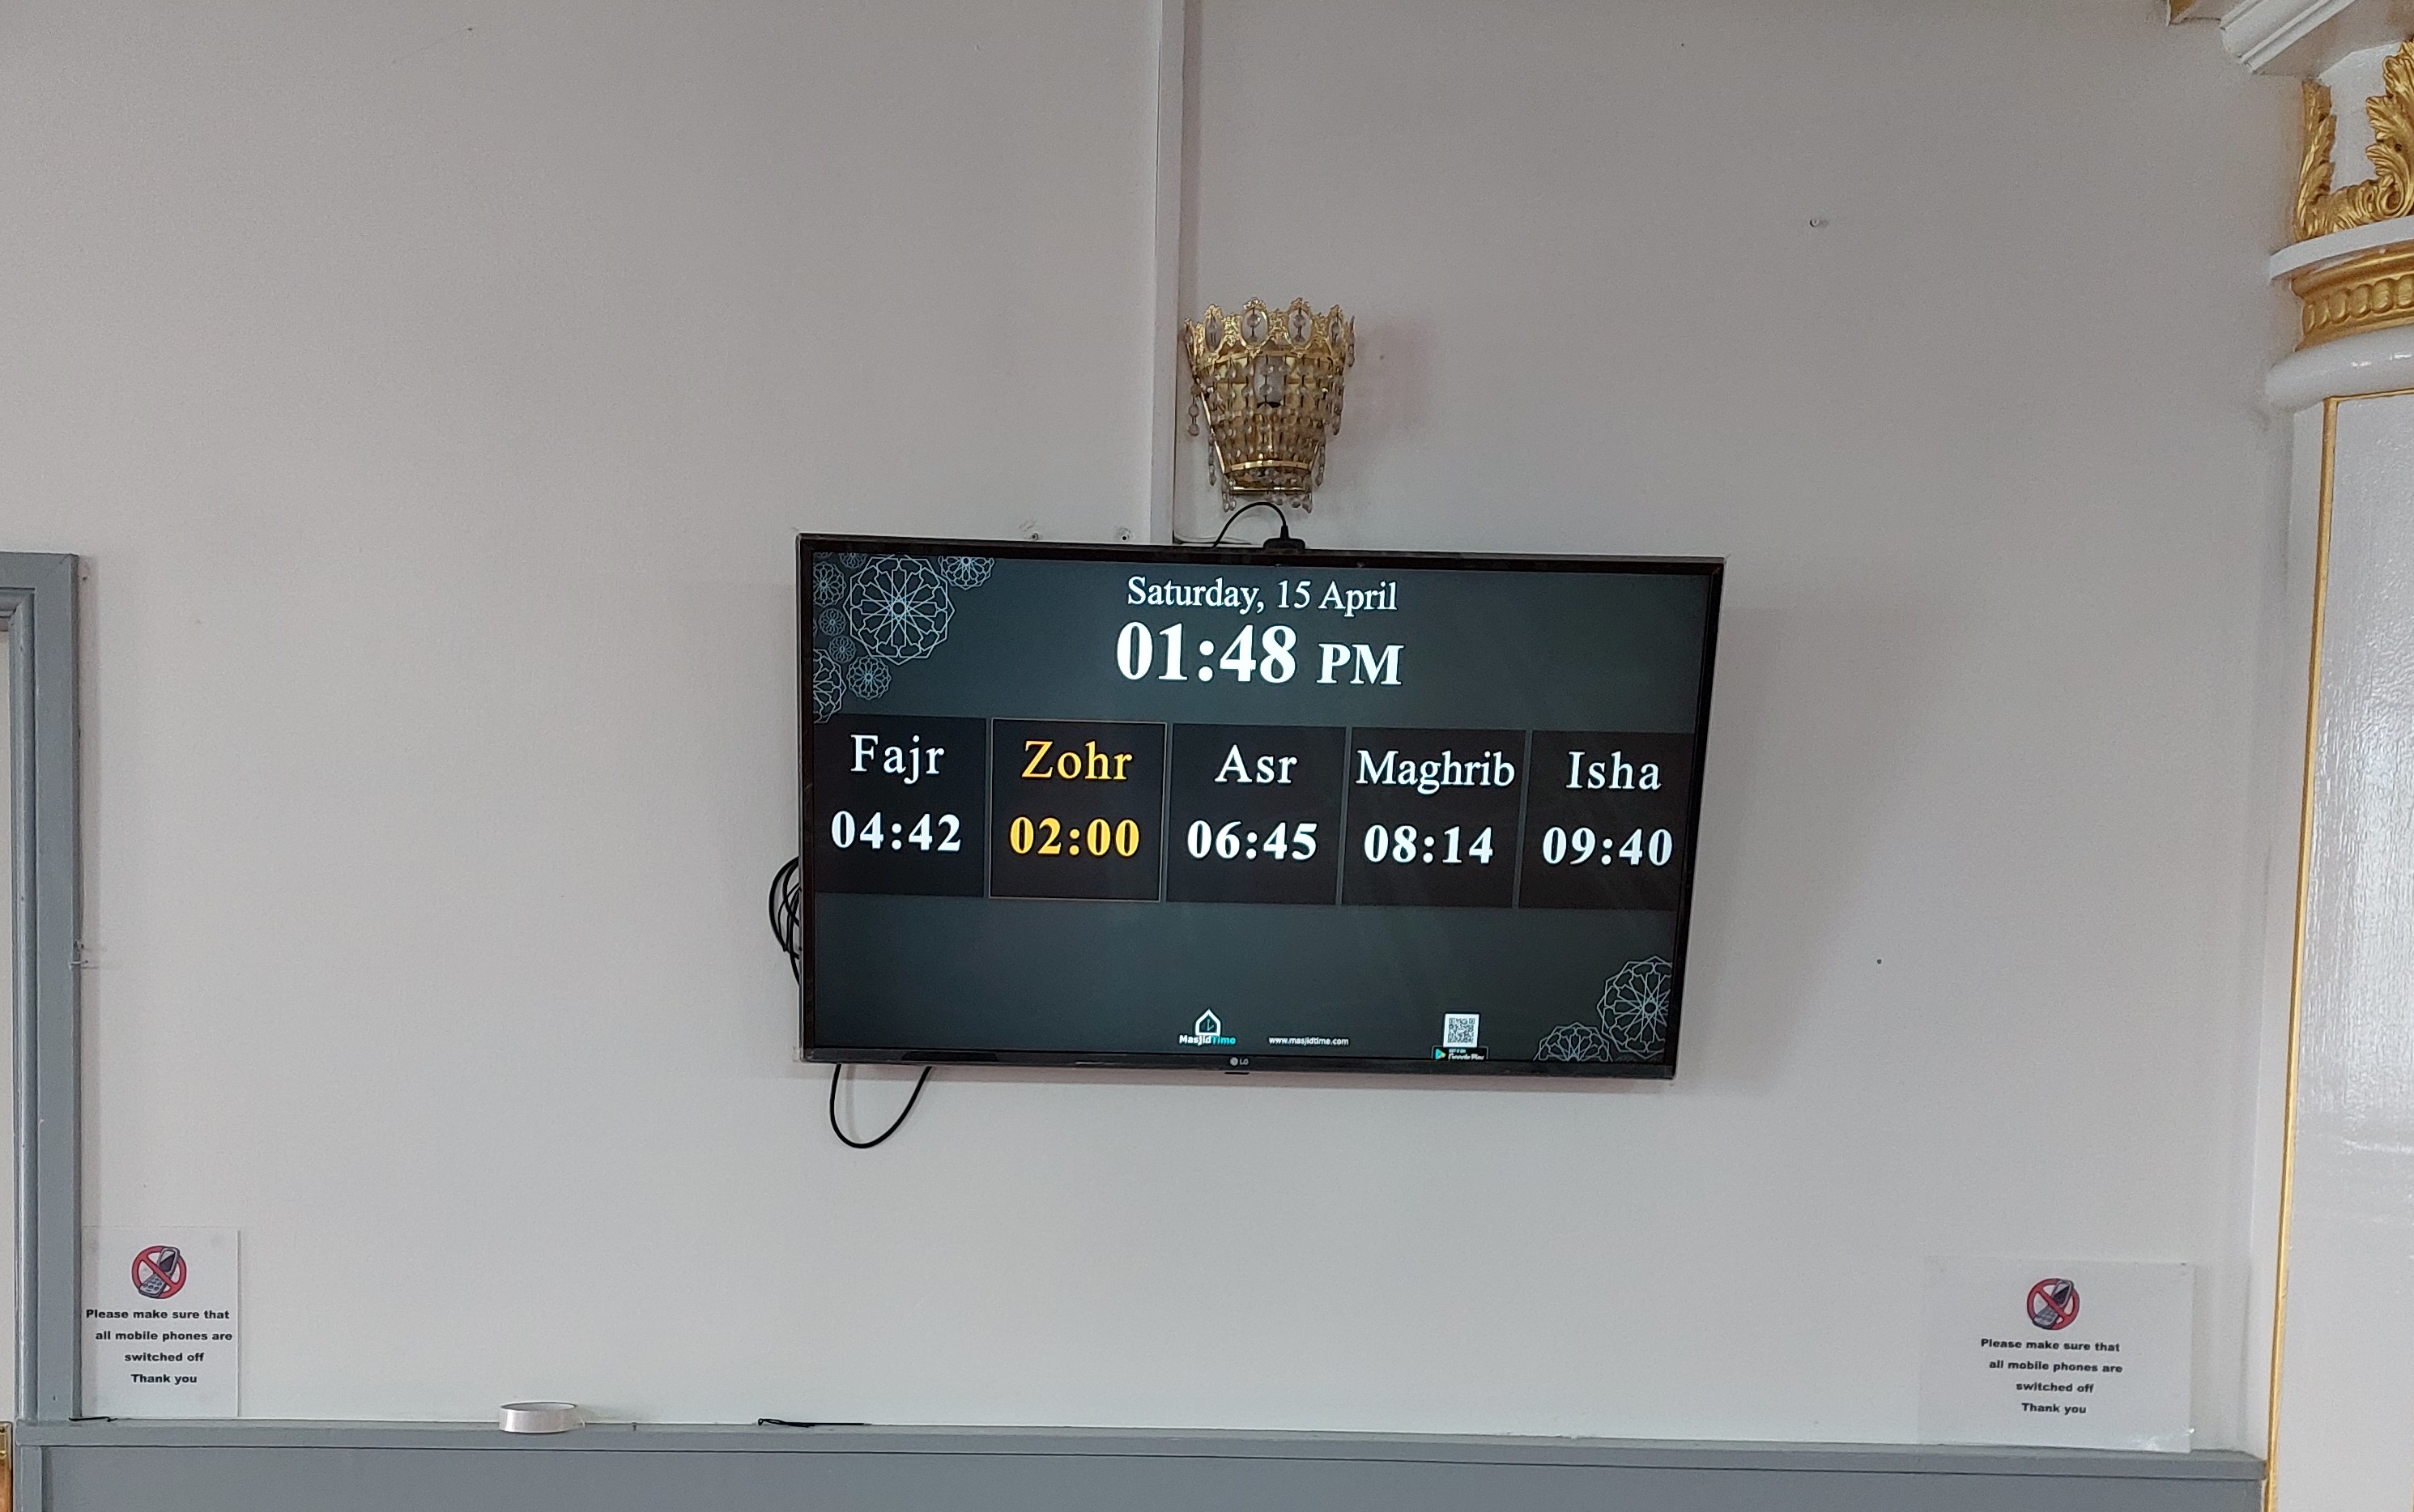 Saturday, 15 April
01:48 PM
Fajr Zohr Asr Maghrib Isha
04:42 02:00 06:45 08:14 09:40
MasjidTime www.masjidtime.com
Google Play
LG
Please make sure that
all mobile phones are
switched off
Thank you
Please make sure that
all mobile phones are
switched off
Thank you